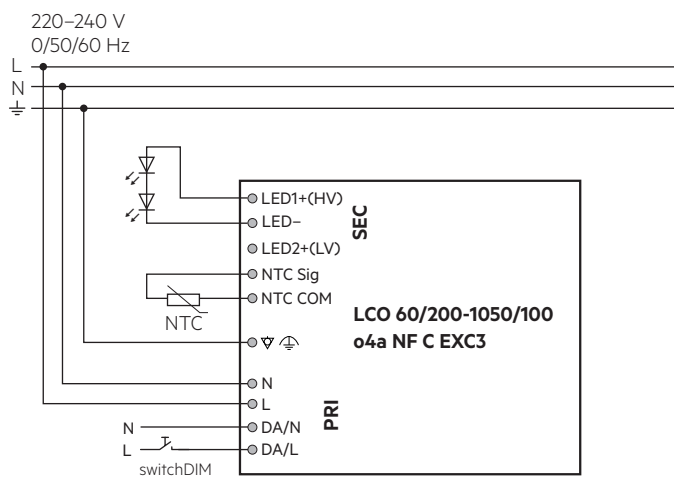 220–240 V
0/50/60 Hz
L
N
LED1+(HV)
LED–
LED2+(LV)
SEC
NTC Sig
NTC COM
NTC
LCO 60/200-1050/100
o4a NF C EXC3
N
L
PRI
N
DA/N
L
DA/L
switchDIM